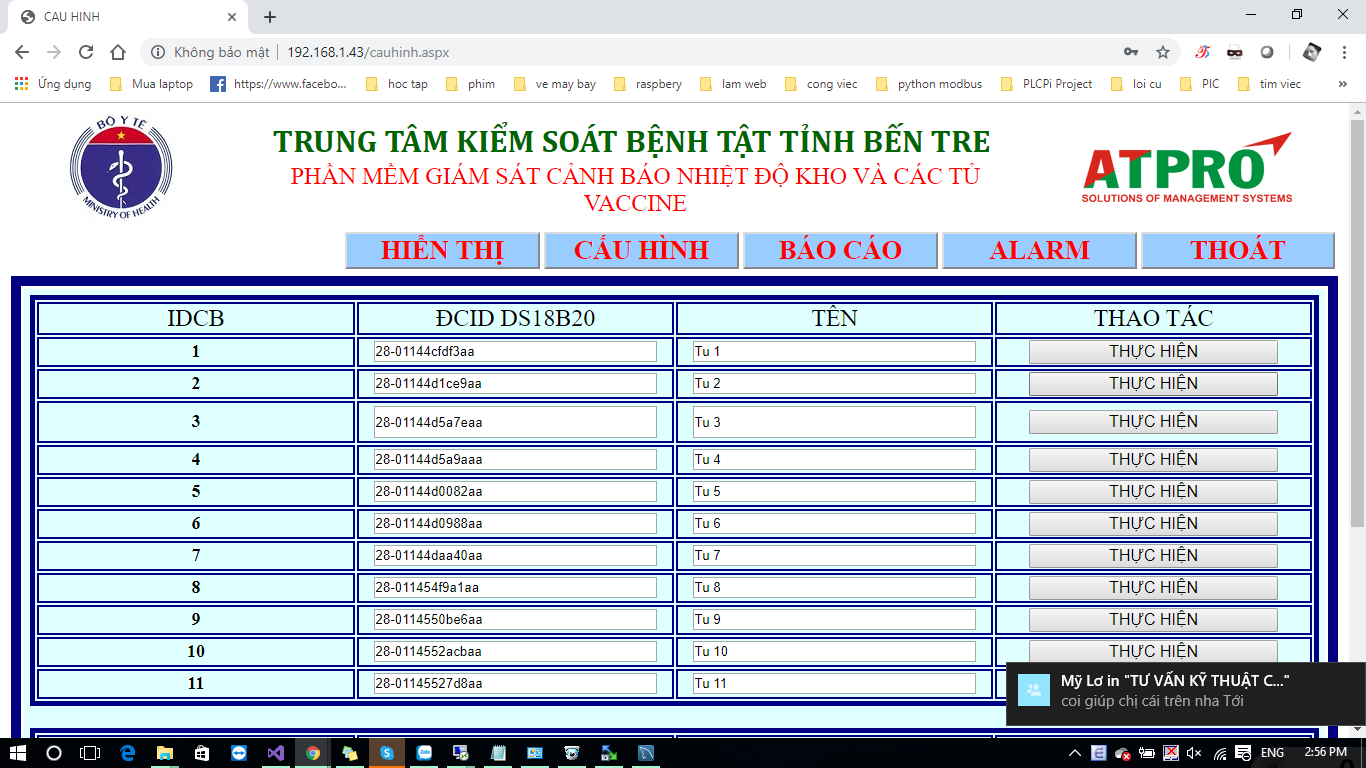 CAU HINH
Không bảo mật 192.168.1.43/cauhinh.aspx
Ứng dụng Mua laptop https://www.facebo... hoc tap phim ve may bay raspbery lam web cong viec python modbus PLCPi Project loi cu PIC tim viec »
BỘ Y TẾ
MINISTRY OF HEALTH
TRUNG TÂM KIỂM SOÁT BỆNH TẬT TỈNH BẾN TRE
PHẦN MỀM GIÁM SÁT CẢNH BÁO NHIỆT ĐỘ KHO VÀ CÁC TỦ
VACCINE
ATPRO
SOLUTIONS OF MANAGEMENT SYSTEMS
HIỂN THỊ CẤU HÌNH BÁO CÁO ALARM THOÁT
IDCB ĐCID DS18B20 TÊN THAO TÁC
1 28-01144cfdf3aa Tu 1 THỰC HIỆN
2 28-01144d1ce9aa Tu 2 THỰC HIỆN
3 28-01144d5a7eaa Tu 3 THỰC HIỆN
4 28-01144d5a9aaa Tu 4 THỰC HIỆN
5 28-01144d0082aa Tu 5 THỰC HIỆN
6 28-01144d0988aa Tu 6 THỰC HIỆN
7 28-01144daa40aa Tu 7 THỰC HIỆN
8 28-011454f9a1aa Tu 8 THỰC HIỆN
9 28-0114550be6aa Tu 9 THỰC HIỆN
10 28-0114552acbaa Tu 10 THỰC HIỆN
11 28-01145527d8aa Tu 11
Mỹ Lơ in "TƯ VẤN KỸ THUẬT C..."
coi giúp chị cái trên nha Tới
ENG 2:56 PM